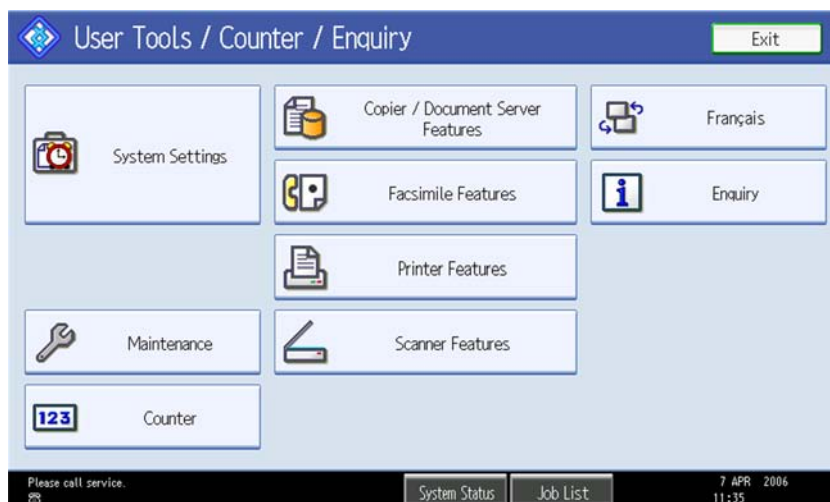 User Tools / Counter / Enquiry
Exit
System Settings
Copier / Document Server
Features
Français
Facsimile Features
i
Enquiry
Printer Features
Maintenance
Scanner Features
123
Counter
Please call service.
System Status
Job List
7 APR 2006
11:35